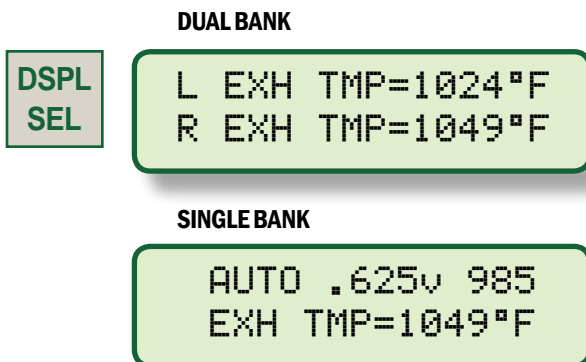 DUAL BANK
DSPL
SEL
L EXH TMP=1024°F
R EXH TMP=1049°F
SINGLE BANK
AUTO .625v 985
EXH TMP=1049°F